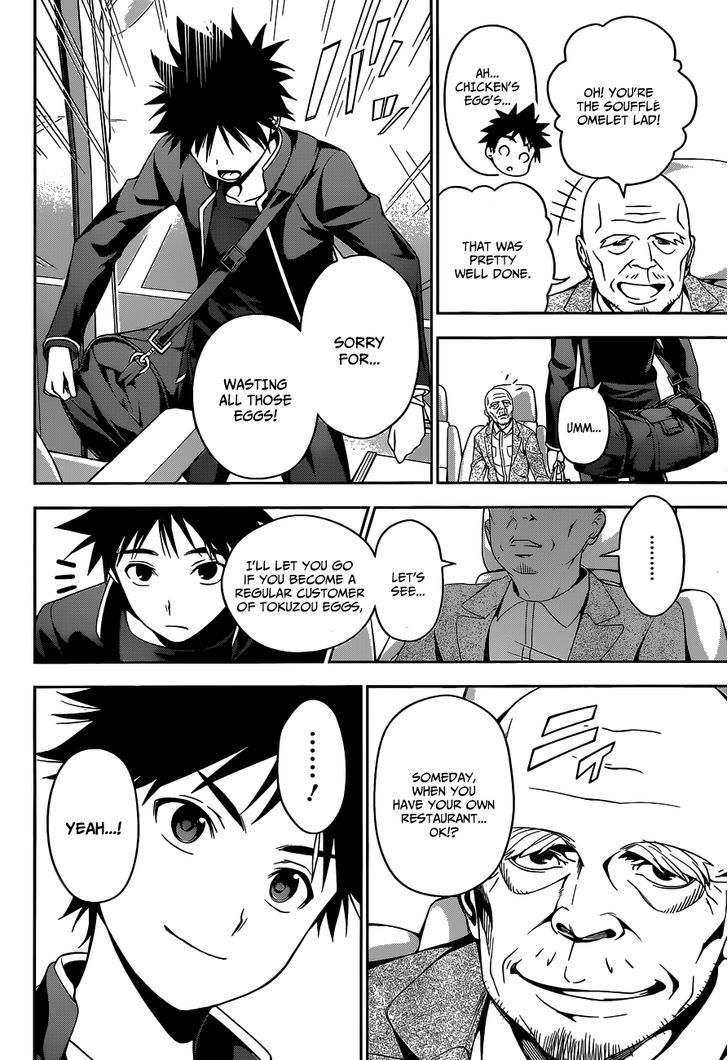 OH! YOU'RE
THE SOUFFLÉ
OMELET LAD!
AH...
CHICKEN'S
EGG'S...
THAT WAS
PRETTY
WELL DONE.
UMM...
SORRY
FOR...
WASTING
ALL THOSE
EGGS!
.........
LET'S
SEE...
I'LL LET YOU GO
IF YOU BECOME A
REGULAR CUSTOMER
OF TOKUZOU EGGS,
SOMEDAY,
WHEN YOU
HAVE YOUR OWN
RESTAURANT...
OK!?
......!
YEAH...!